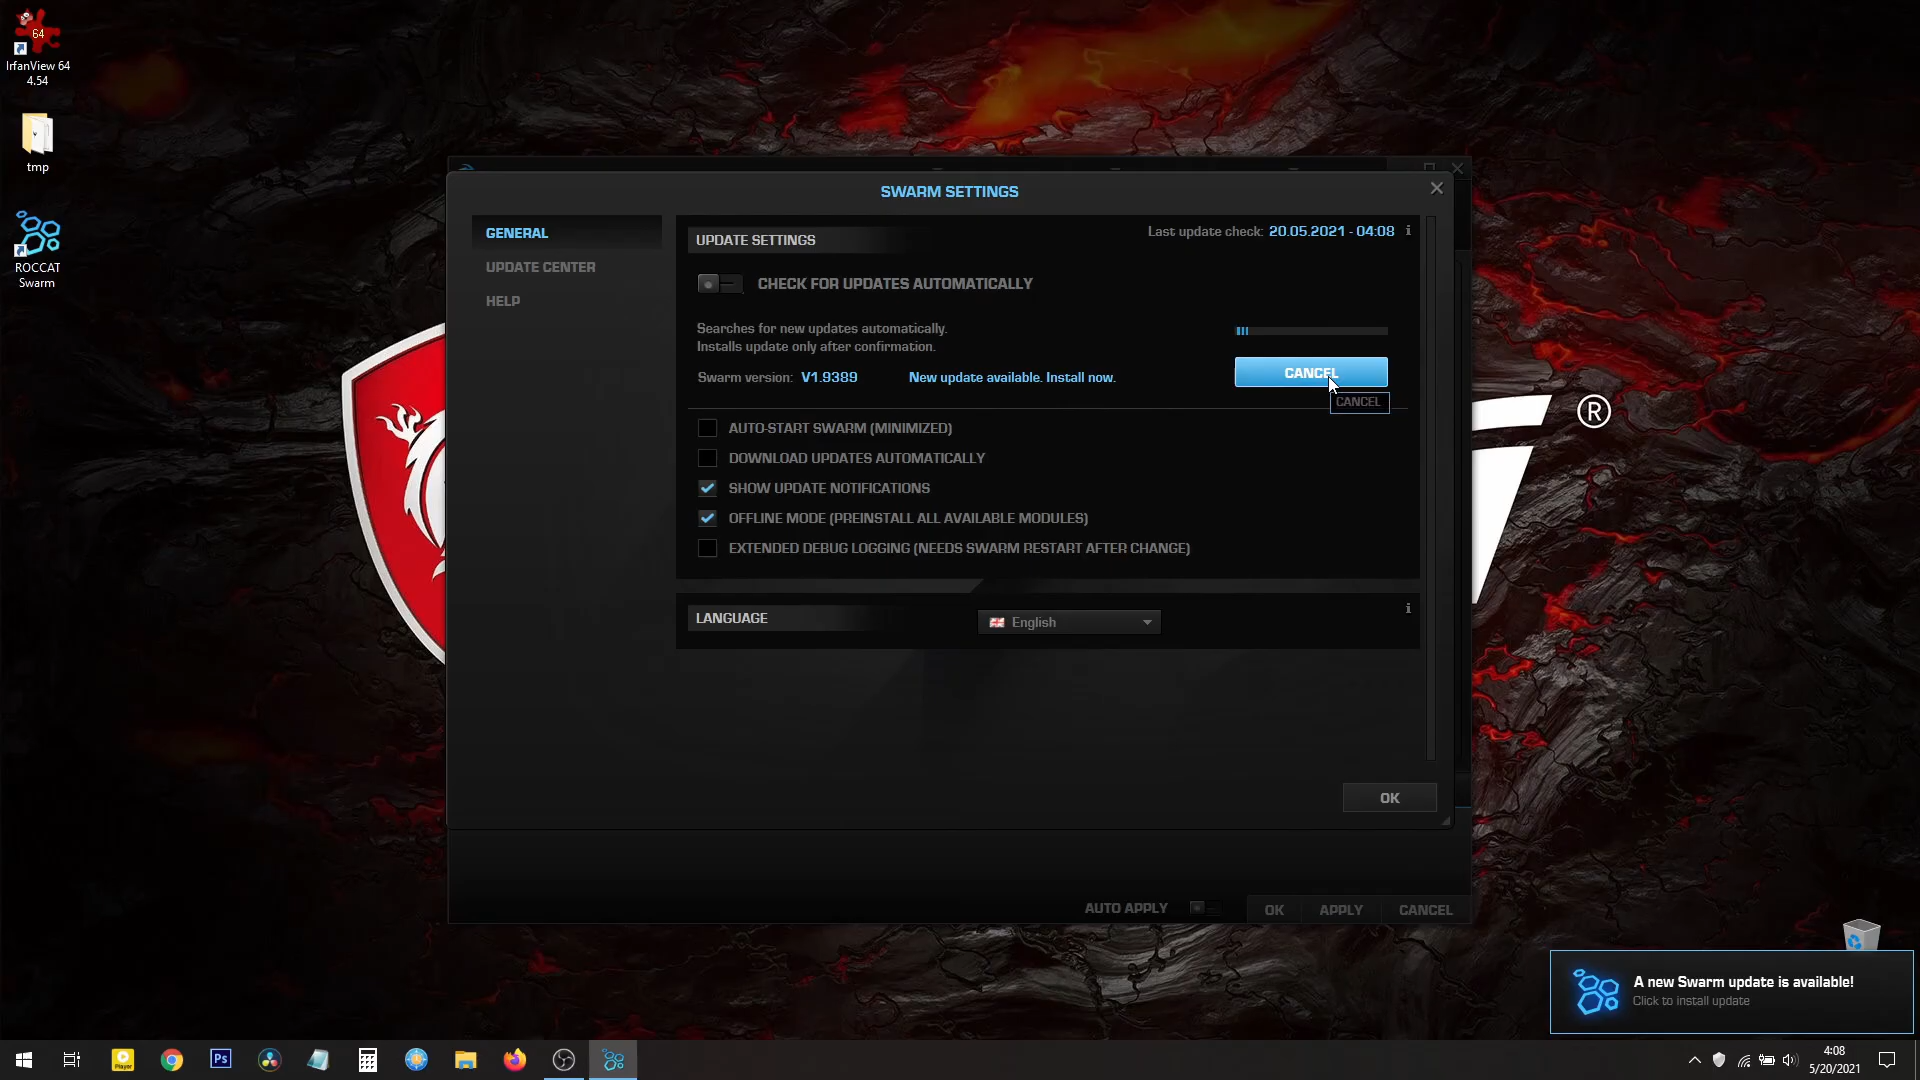 64
IrfanView 64
4.54
tmp
ROCCAT
Swarm
SWARM SETTINGS
GENERAL
UPDATE CENTER
HELP
UPDATE SETTINGS
Last update check: 20.05.2021 - 04:08
CHECK FOR UPDATES AUTOMATICALLY
Searches for new updates automatically.
Installs update only after confirmation.
Swarm version: V1.9389
New update available. Install now.
CANCEL
CANCEL
AUTO-START SWARM (MINIMIZED)
DOWNLOAD UPDATES AUTOMATICALLY
SHOW UPDATE NOTIFICATIONS
OFFLINE MODE (PREINSTALL ALL AVAILABLE MODULES)
EXTENDED DEBUG LOGGING (NEEDS SWARM RESTART AFTER CHANGE)
LANGUAGE
English
OK
AUTO APPLY
OK
APPLY
CANCEL
®
A new Swarm update is available!
Click to install update
Player
Ps
4:08
5/20/2021